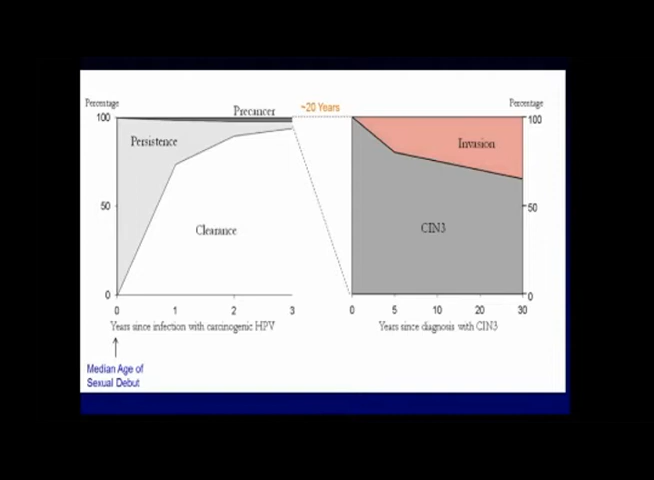 Percentage
~20 Years
Percentage
100
Precancer
100
Persistence
Invasion
50
50
Clearance
CIN3
0
0
0
1
2
3
0
5
10
20
30
Years since infection with carcinogenic HPV
Years since diagnosis with CIN3
Median Age of
Sexual Debut